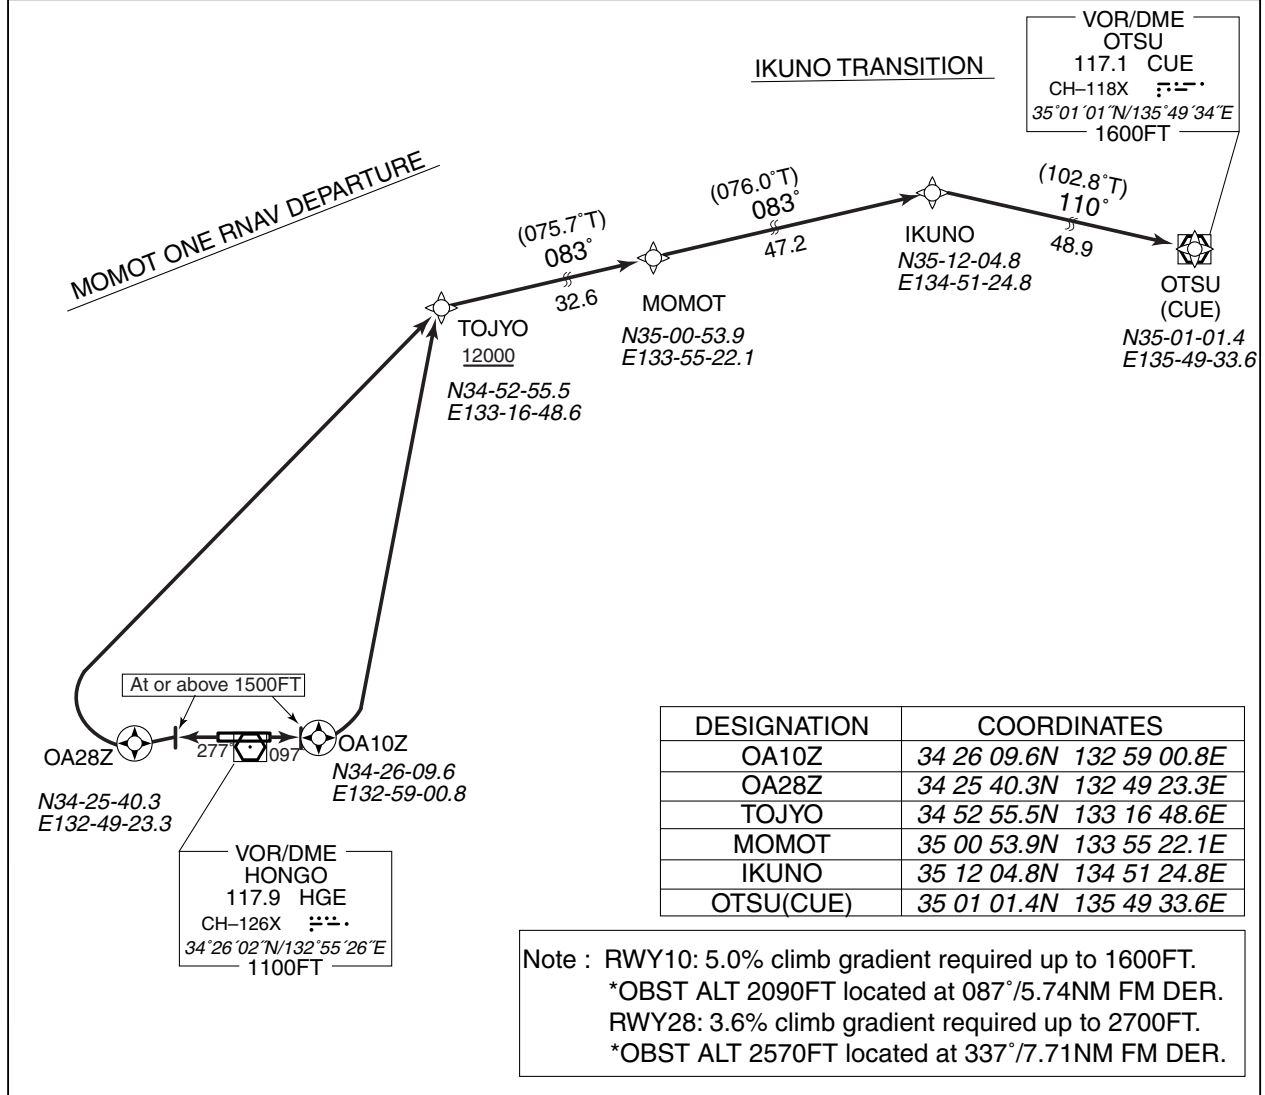 VOR/DME
OTSU
117.1 CUE
CH–118X
35˚01´01˝N/135˚49´34˝E
1600FT
IKUNO TRANSITION
MOMOT ONE RNAV DEPARTURE
(075.7˚T)
083˚
32.6
(076.0˚T)
083˚
47.2
(102.8˚T)
110˚
48.9
TOJYO
12000
N34-52-55.5
E133-16-48.6
MOMOT
N35-00-53.9
E133-55-22.1
IKUNO
N35-12-04.8
E134-51-24.8
OTSU
(CUE)
N35-01-01.4
E135-49-33.6
At or above 1500FT
277˚
097˚
OA28Z
N34-25-40.3
E132-49-23.3
OA10Z
N34-26-09.6
E132-59-00.8
VOR/DME
HONGO
117.9 HGE
CH–126X
34˚26´02˝N/132˚55´26˝E
1100FT
DESIGNATION COORDINATES
OA10Z 34 26 09.6N 132 59 00.8E
OA28Z 34 25 40.3N 132 49 23.3E
TOJYO 34 52 55.5N 133 16 48.6E
MOMOT 35 00 53.9N 133 55 22.1E
IKUNO 35 12 04.8N 134 51 24.8E
OTSU(CUE) 35 01 01.4N 135 49 33.6E
Note : RWY10: 5.0% climb gradient required up to 1600FT.
*OBST ALT 2090FT located at 087˚/5.74NM FM DER.
RWY28: 3.6% climb gradient required up to 2700FT.
*OBST ALT 2570FT located at 337˚/7.71NM FM DER.